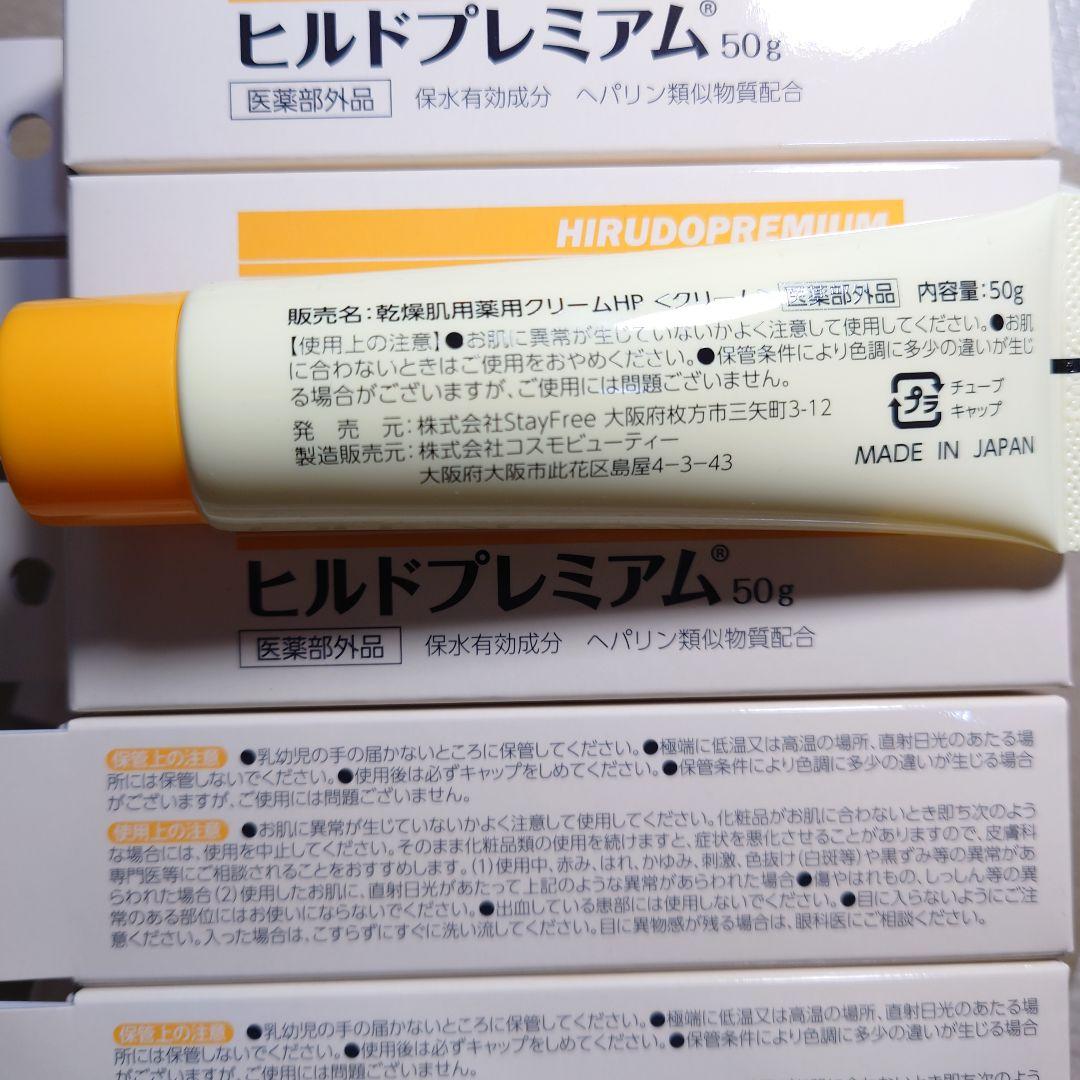 ヒルドプレミアム® 50g
医薬部外品 保水有効成分 ヘパリン類似物質配合
HIRUDOPREMIUM
販売名:乾燥肌用薬用クリームHP <クリーム> 医薬部外品 内容量:50g
【使用上の注意】●お肌に異常が生じていないかよく注意して使用してください。●お肌
に合わないときはご使用をおやめください。●保管条件により色調に多少の違いが生じ
る場合がございますが、ご使用には問題ございません。
発売元:株式会社StayFree 大阪府枚方市三矢町3-12
製造販売元:株式会社コスモビューティー
大阪府大阪市此花区島屋4-3-43
プラ
チューブ
キャップ
MADE IN JAPAN
ヒルドプレミアム® 50g
医薬部外品 保水有効成分 ヘパリン類似物質配合
保管上の注意 ●乳幼児の手の届かないところに保管してください。●極端に低温又は高温の場所、直射日光のあたる場
所には保管しないでください。●使用後は必ずキャップをしめてください。●保管条件により色調に多少の違いが生じる場合
がございますが、ご使用には問題ございません。
使用上の注意 ●お肌に異常が生じていないかよく注意して使用してください。化粧品がお肌に合わないとき即ち次のよう
な場合には、使用を中止してください。そのまま化粧品類の使用を続けますと、症状を悪化させることがありますので、皮膚科
専門医等にご相談されることをおすすめします。(1)使用中、赤み、はれ、かゆみ、刺激、色抜け(白斑等)や黒ずみ等の異常があ
らわれた場合(2)使用したお肌に、直射日光があたって上記のような異常があらわれた場合●傷やはれもの、しっしん等の異
常のある部位にはお使いにならないでください。●出血している患部には使用しないでください。●目に入らないようにご注
意ください。入った場合は、こすらずにすぐに洗い流してください。目に異物感が残る場合は、眼科医にご相談ください。
保管上の注意 ●乳幼児の手の届かないところに保管してください。●極端に低温又は高温の場所、直射日光のあたる場
所には保管しないでください。●使用後は必ずキャップをしめてください。●保管条件により色調に多少の違いが生じる場合
がございますが、ご使用には問題ございません。